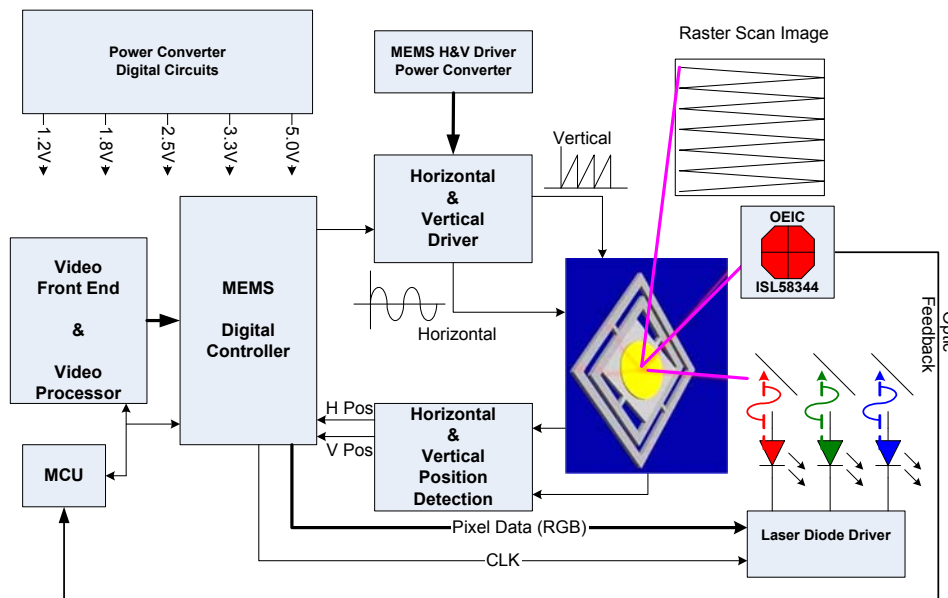 Power Converter
Digital Circuits
1.2V
1.8V
2.5V
3.3V
5.0V
MEMS H&V Driver
Power Converter
Raster Scan Image
Vertical
Horizontal
&
Vertical
Driver
OEIC
ISL58344
Video
Front End
&
Video
Processor
MEMS
Digital
Controller
Horizontal
Feedback
H Pos
V Pos
Horizontal
&
Vertical
Position
Detection
MCU
Pixel Data (RGB)
CLK
Laser Diode Driver